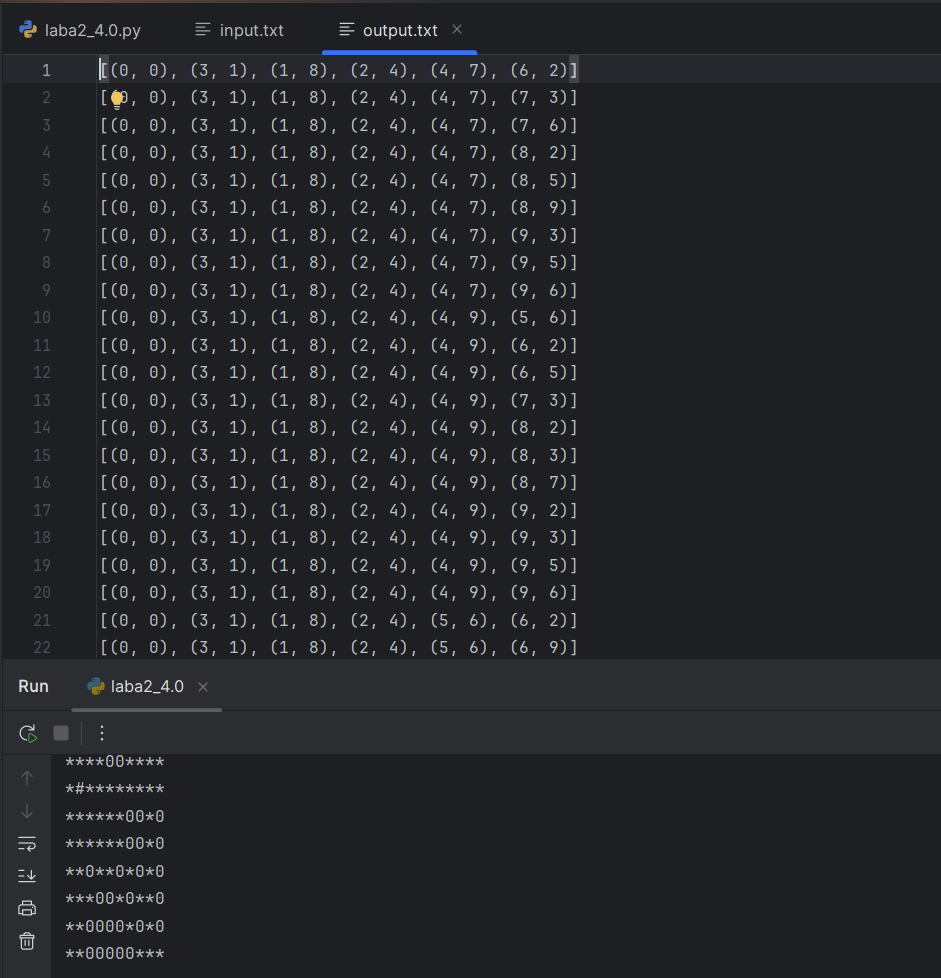 laba2_4.0.py input.txt output.txt
1 [(0, 0), (3, 1), (1, 8), (2, 4), (4, 7), (6, 2)]
2 [(0, 0), (3, 1), (1, 8), (2, 4), (4, 7), (7, 3)]
3 [(0, 0), (3, 1), (1, 8), (2, 4), (4, 7), (7, 6)]
4 [(0, 0), (3, 1), (1, 8), (2, 4), (4, 7), (8, 2)]
5 [(0, 0), (3, 1), (1, 8), (2, 4), (4, 7), (8, 5)]
6 [(0, 0), (3, 1), (1, 8), (2, 4), (4, 7), (8, 9)]
7 [(0, 0), (3, 1), (1, 8), (2, 4), (4, 7), (9, 3)]
8 [(0, 0), (3, 1), (1, 8), (2, 4), (4, 7), (9, 5)]
9 [(0, 0), (3, 1), (1, 8), (2, 4), (4, 7), (9, 6)]
10 [(0, 0), (3, 1), (1, 8), (2, 4), (4, 9), (5, 6)]
11 [(0, 0), (3, 1), (1, 8), (2, 4), (4, 9), (6, 2)]
12 [(0, 0), (3, 1), (1, 8), (2, 4), (4, 9), (6, 5)]
13 [(0, 0), (3, 1), (1, 8), (2, 4), (4, 9), (7, 3)]
14 [(0, 0), (3, 1), (1, 8), (2, 4), (4, 9), (8, 2)]
15 [(0, 0), (3, 1), (1, 8), (2, 4), (4, 9), (8, 3)]
16 [(0, 0), (3, 1), (1, 8), (2, 4), (4, 9), (8, 7)]
17 [(0, 0), (3, 1), (1, 8), (2, 4), (4, 9), (9, 2)]
18 [(0, 0), (3, 1), (1, 8), (2, 4), (4, 9), (9, 3)]
19 [(0, 0), (3, 1), (1, 8), (2, 4), (4, 9), (9, 5)]
20 [(0, 0), (3, 1), (1, 8), (2, 4), (4, 9), (9, 6)]
21 [(0, 0), (3, 1), (1, 8), (2, 4), (5, 6), (6, 2)]
22 [(0, 0), (3, 1), (1, 8), (2, 4), (5, 6), (6, 9)]
Run laba2_4.0
****00****
*#********
******00*0
******00*0
**0**0*0*0
***00*0**0
**0000*0*0
**00000***